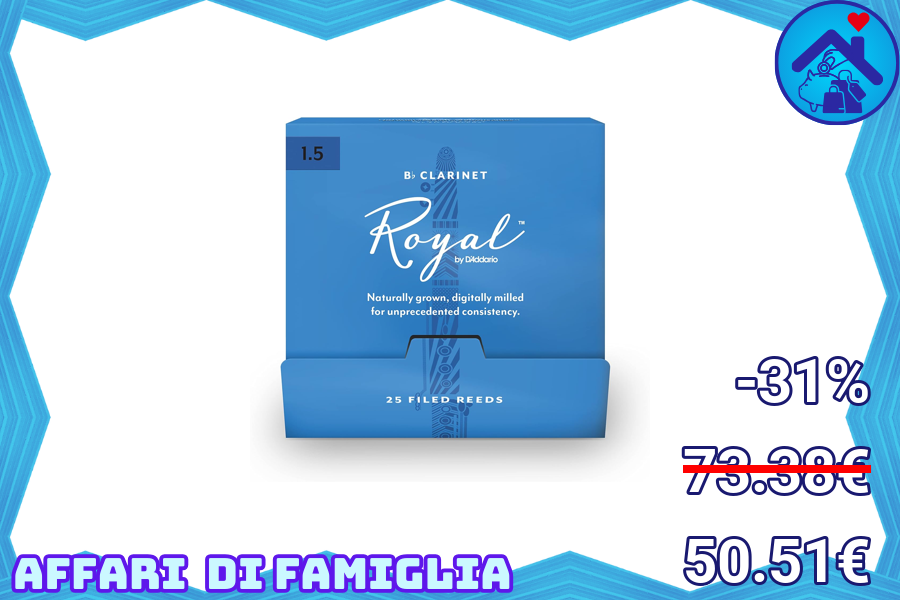 1.5
B♭ CLARINET
Royal™
by D'Addario
Naturally grown, digitally milled
for unprecedented consistency.
25 FILED REEDS
-31%
73.38€
50.51€
AFFARI DI FAMIGLIA